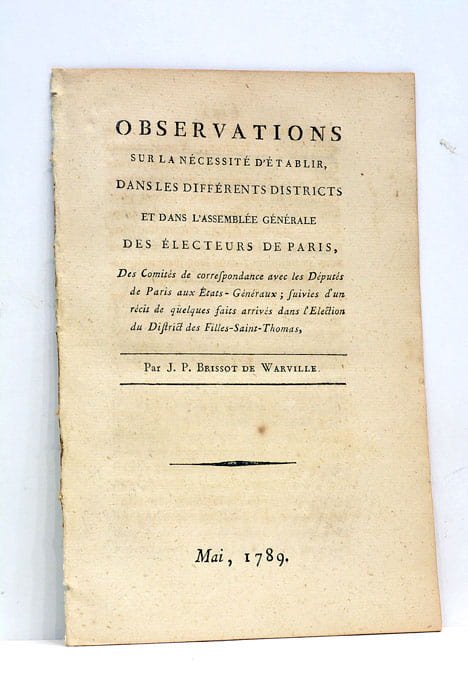 OBSERVATIONS
SUR LA NÉCESSITÉ D'ÉTABLIR,
DANS LES DIFFÉRENTS DISTRICTS
ET DANS L'ASSEMBLÉE GÉNÉRALE
DES ÉLECTEURS DE PARIS,
Des Comités de correſpondance avec les Députés
de Paris aux États-Généraux ; ſuivies d'un
récit de quelques faits arrivés dans l'Election
du Diſtrict des Filles-Saint-Thomas,
Par J. P. BRISSOT DE WARVILLE.
Mai, 1789.